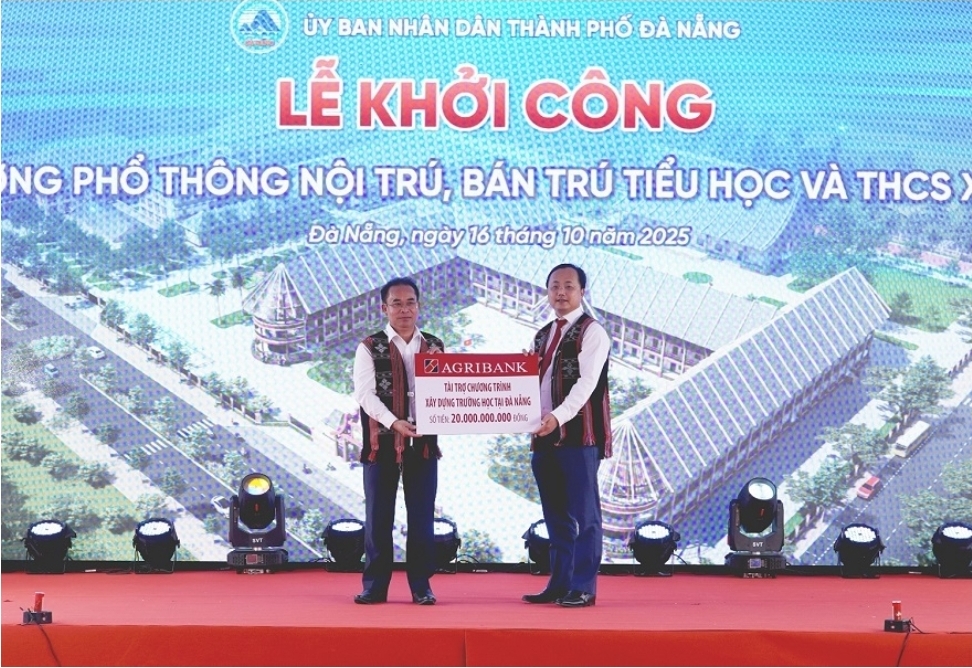 ỦY BAN NHÂN DÂN THÀNH PHỐ ĐÀ NẴNG
LỄ KHỞI CÔNG
PHỔ THÔNG NỘI TRÚ, BÁN TRÚ TIỂU HỌC VÀ THCS
Đà Nẵng, ngày 16 tháng 10 năm 2025
AGRIBANK
TÀI TRỢ CHƯƠNG TRÌNH
XÂY DỰNG TRƯỜNG HỌC TẠI ĐÀ NẴNG
SỐ TIỀN: 20.000.000.000 ĐỒNG
SVT
SVT